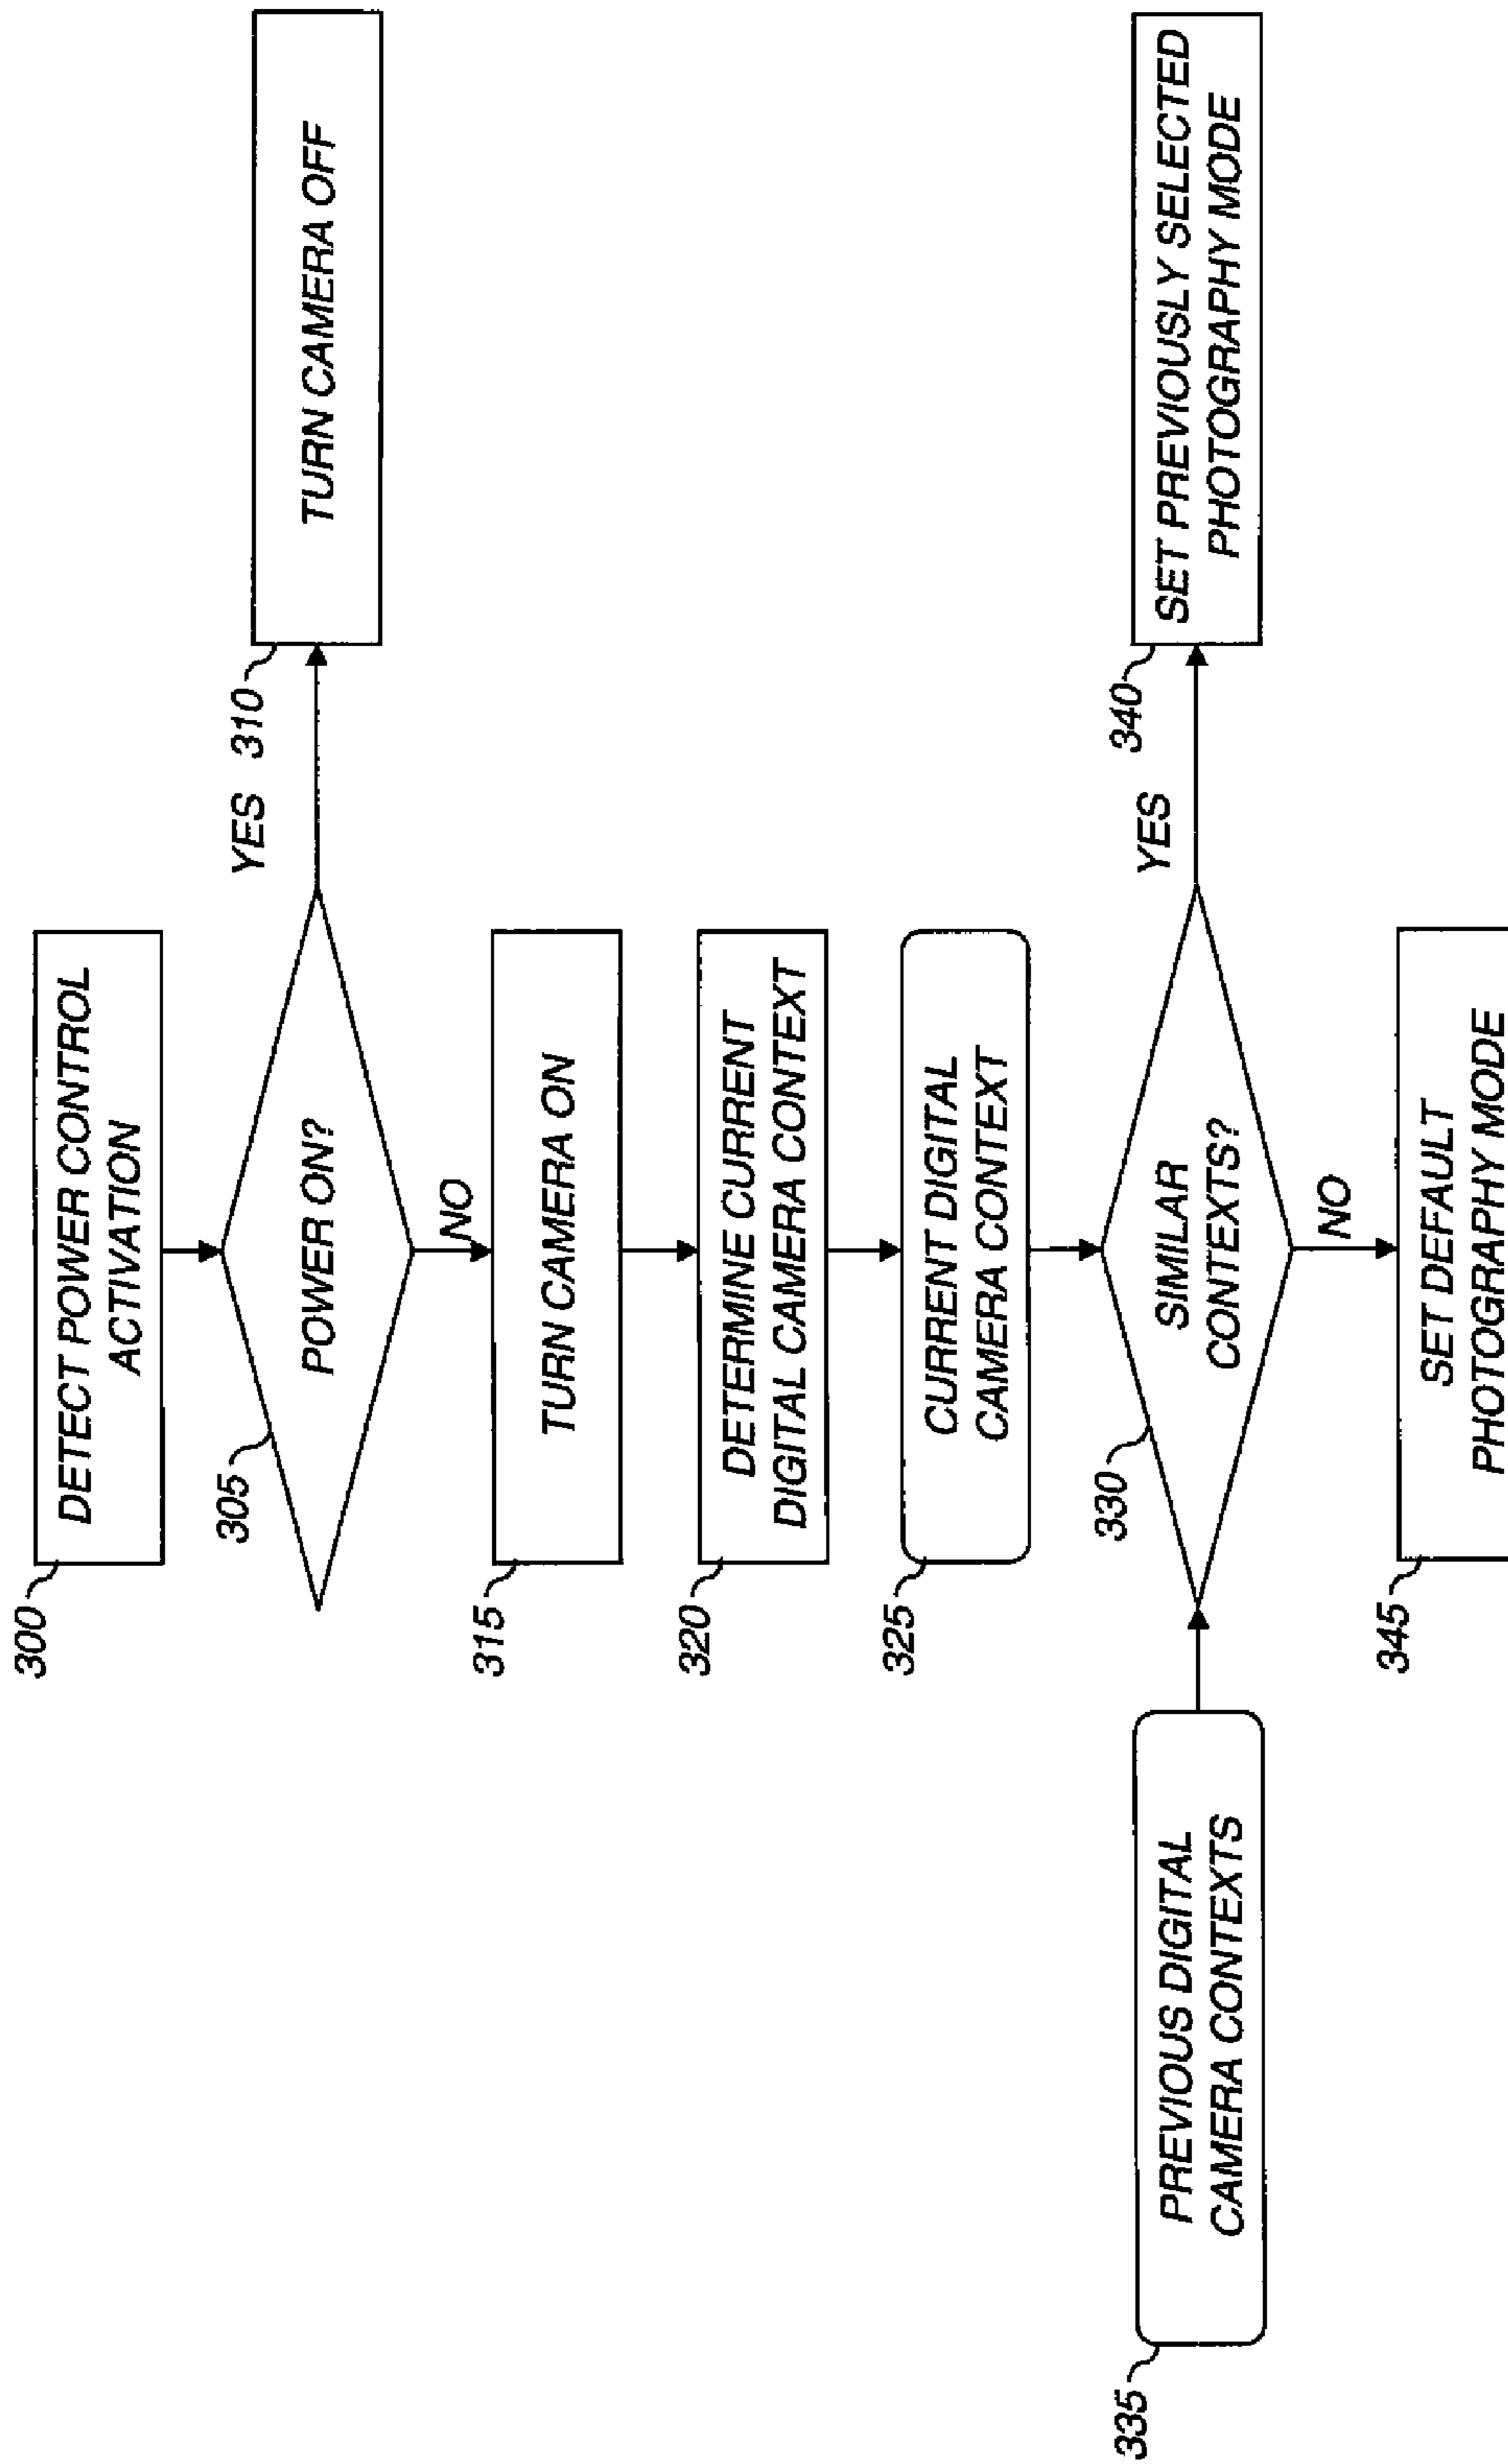 300
DETECT POWER CONTROL
ACTIVATION
305
POWER ON?
YES
310
TURN CAMERA OFF
NO
315
TURN CAMERA ON
320
DETERMINE CURRENT
DIGITAL CAMERA CONTEXT
325
CURRENT DIGITAL
CAMERA CONTEXT
335
PREVIOUS DIGITAL
CAMERA CONTEXTS
330
SIMILAR
CONTEXTS?
YES
340
SET PREVIOUSLY SELECTED
PHOTOGRAPHY MODE
NO
345
SET DEFAULT
PHOTOGRAPHY MODE